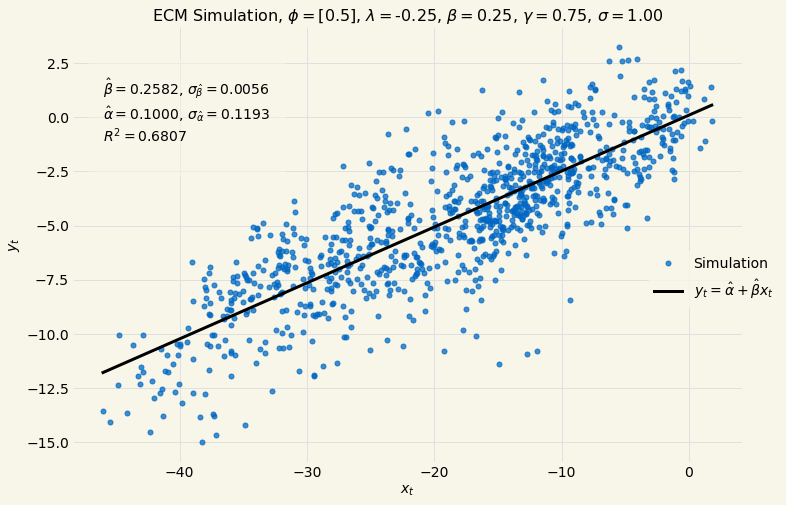 ECM Simulation, ϕ = [0.5], λ = -0.25, β = 0.25, γ = 0.75, σ = 1.00
2.5
0.0
−2.5
−5.0
−7.5
−10.0
−12.5
−15.0
y_t
β̂ = 0.2582, σ_β̂ = 0.0056
α̂ = 0.1000, σ_α̂ = 0.1193
R² = 0.6807
Simulation
y_t = α̂ + β̂x_t
−40
−30
−20
−10
0
x_t